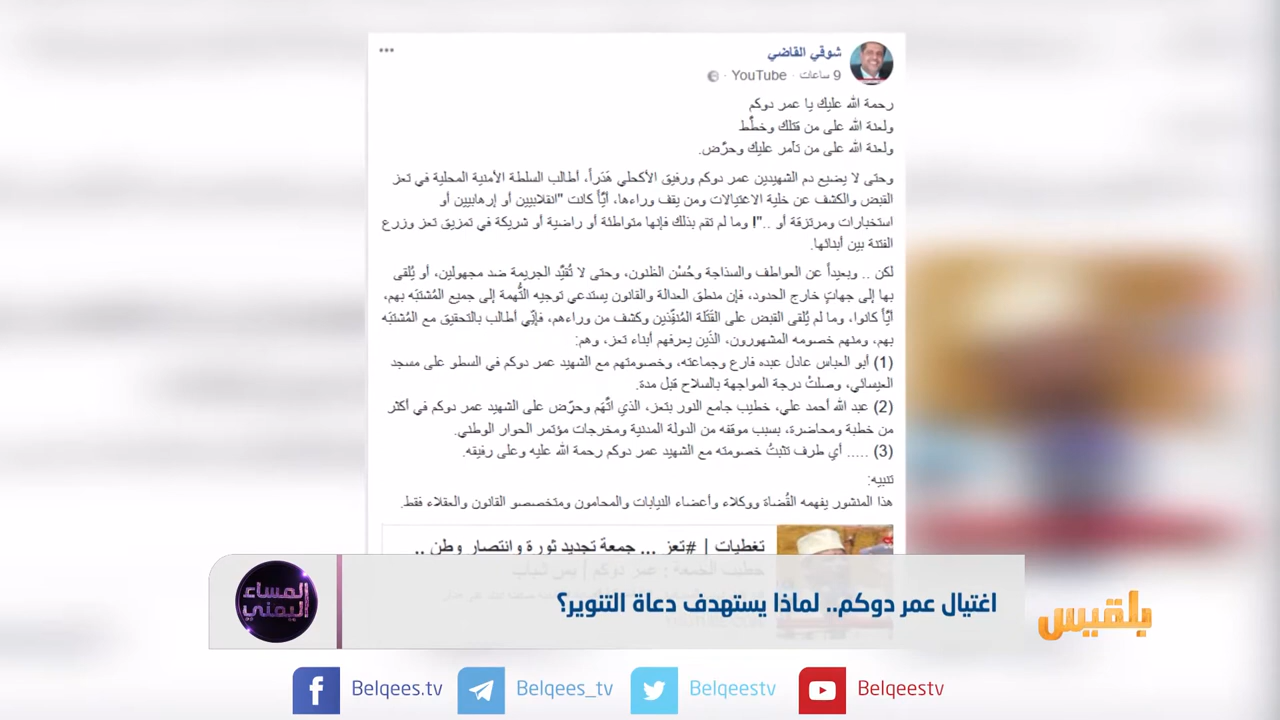 شوقي القاضي
9 ساعات · YouTube ·
رحمة الله عليك يا عمر دوكم
ولعنة الله على من قتلك وخطَّط
ولعنة الله على من تآمر عليك وحرَّض.
وحتى لا يضيع دم الشهيدين عمر دوكم ورفيق الأكحلي هَدَراً، أطالب السلطة الأمنية المحلية في تعز
القبض والكشف عن خلية الاغتيالات ومن يقف وراءها، أيًّا كانت "انقلابيين أو إرهابيين أو
استخبارات ومرتزقة أو .."! وما لم تقم بذلك فإنها متواطئة أو راضية أو شريكة في تمزيق تعز وزرع
الفتنة بين أبنائها.
لكن .. وبعيداً عن العواطف والسذاجة وحُسْن الظنون، وحتى لا تُقيَّد الجريمة ضد مجهولين، أو يُلقى
بها إلى جهاتٍ خارج الحدود، فإن منطق العدالة والقانون يستدعي توجيه التُّهمة إلى جميع المُشتبَه بهم،
أيًّا كانوا، وما لم يُلقى القبض على القَتَلة المُنفِّذين وكشف من وراءهم، فإنِّي أطالب بالتحقيق مع المُشتبَه
بهم، ومنهم خصومه المشهورون، الذين يعرفهم أبناء تعز، وهم:
(1) أبو العباس عادل عبده فارع وجماعته، وخصومتهم مع الشهيد عمر دوكم في السطو على مسجد
العيسائي، وصلتْ درجة المواجهة بالسلاح قبل مدة.
(2) عبد الله أحمد علي، خطيب جامع النور بتعز، الذي اتَّهَم وحرَّض على الشهيد عمر دوكم في أكثر
من خطبة ومحاضرة، بسبب موقفه من الدولة المدنية ومخرجات مؤتمر الحوار الوطني.
(3) ..... أي طرف تثبتُ خصومته مع الشهيد عمر دوكم رحمة الله عليه وعلى رفيقه.
تنبيه:
هذا المنشور يفهمه القُضاة ووكلاء وأعضاء النيابات والمحامون ومتخصصو القانون والعقلاء فقط.
تغطيات | #تعز ... جمعة تجديد ثورة وانتصار وطن ..
خطيب الجمعة : عمر دوكم | يمن شباب
المساء اليمني
اغتيال عمر دوكم.. لماذا يستهدف دعاة التنوير؟
بلقيس
Belqees.tv
Belqees_tv
Belqeestv
Belqeestv